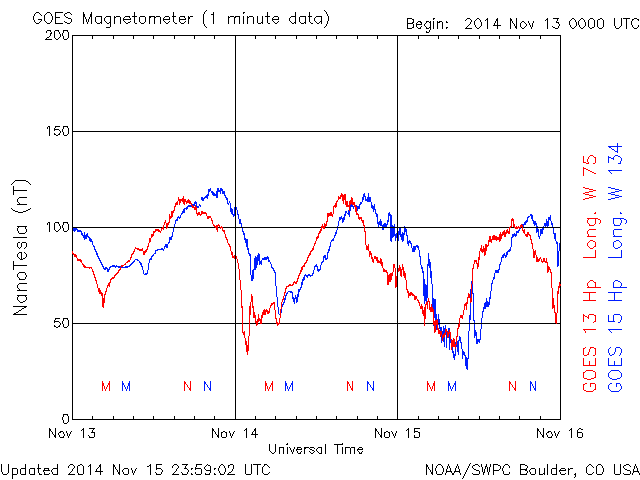 GOES Magnetometer (1 minute data)
Begin: 2014 Nov 13 0000 UTC
200
150
100
50
0
NanoTesla (nT)
M M N N M M N N M M N N
Nov 13 Nov 14 Nov 15 Nov 16
Universal Time
GOES 13 Hp Long. W 75
GOES 15 Hp Long. W 134
Updated 2014 Nov 15 23:59:02 UTC
NOAA/SWPC Boulder, CO USA